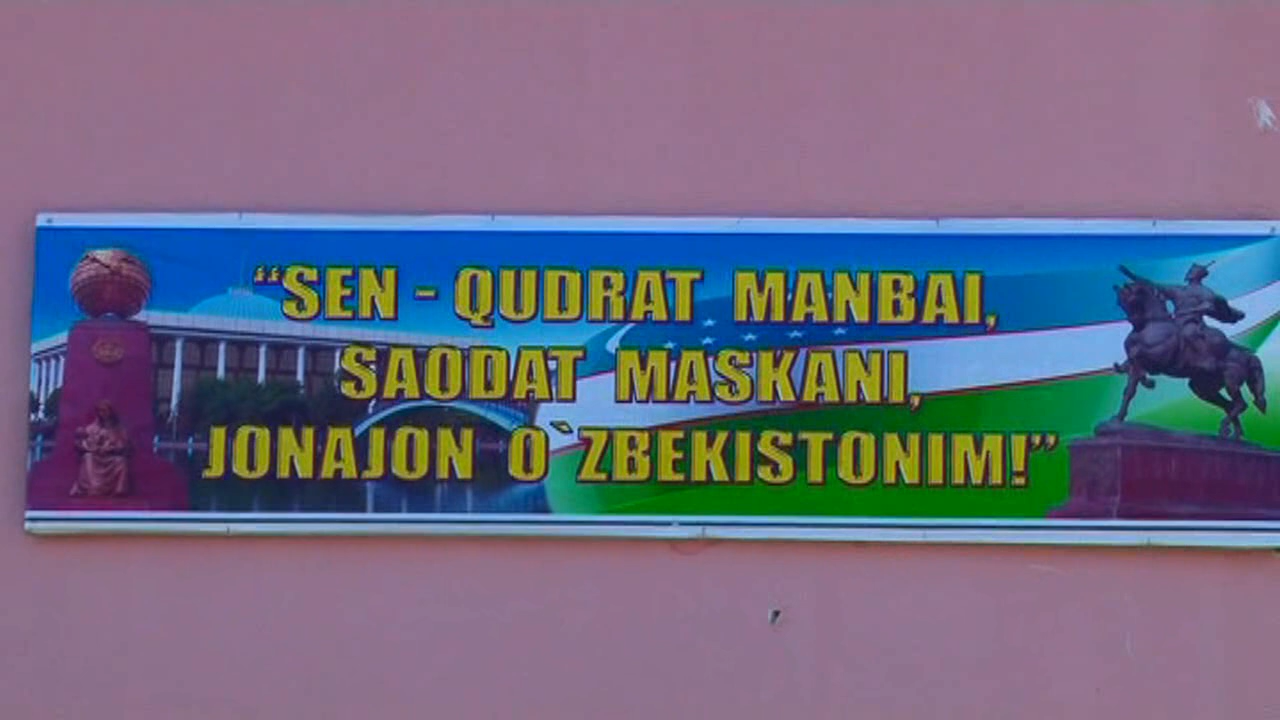 “SEN - QUDRAT MANBAI,
SAODAT MASKANI,
JONAJON O`ZBEKISTONIM!”